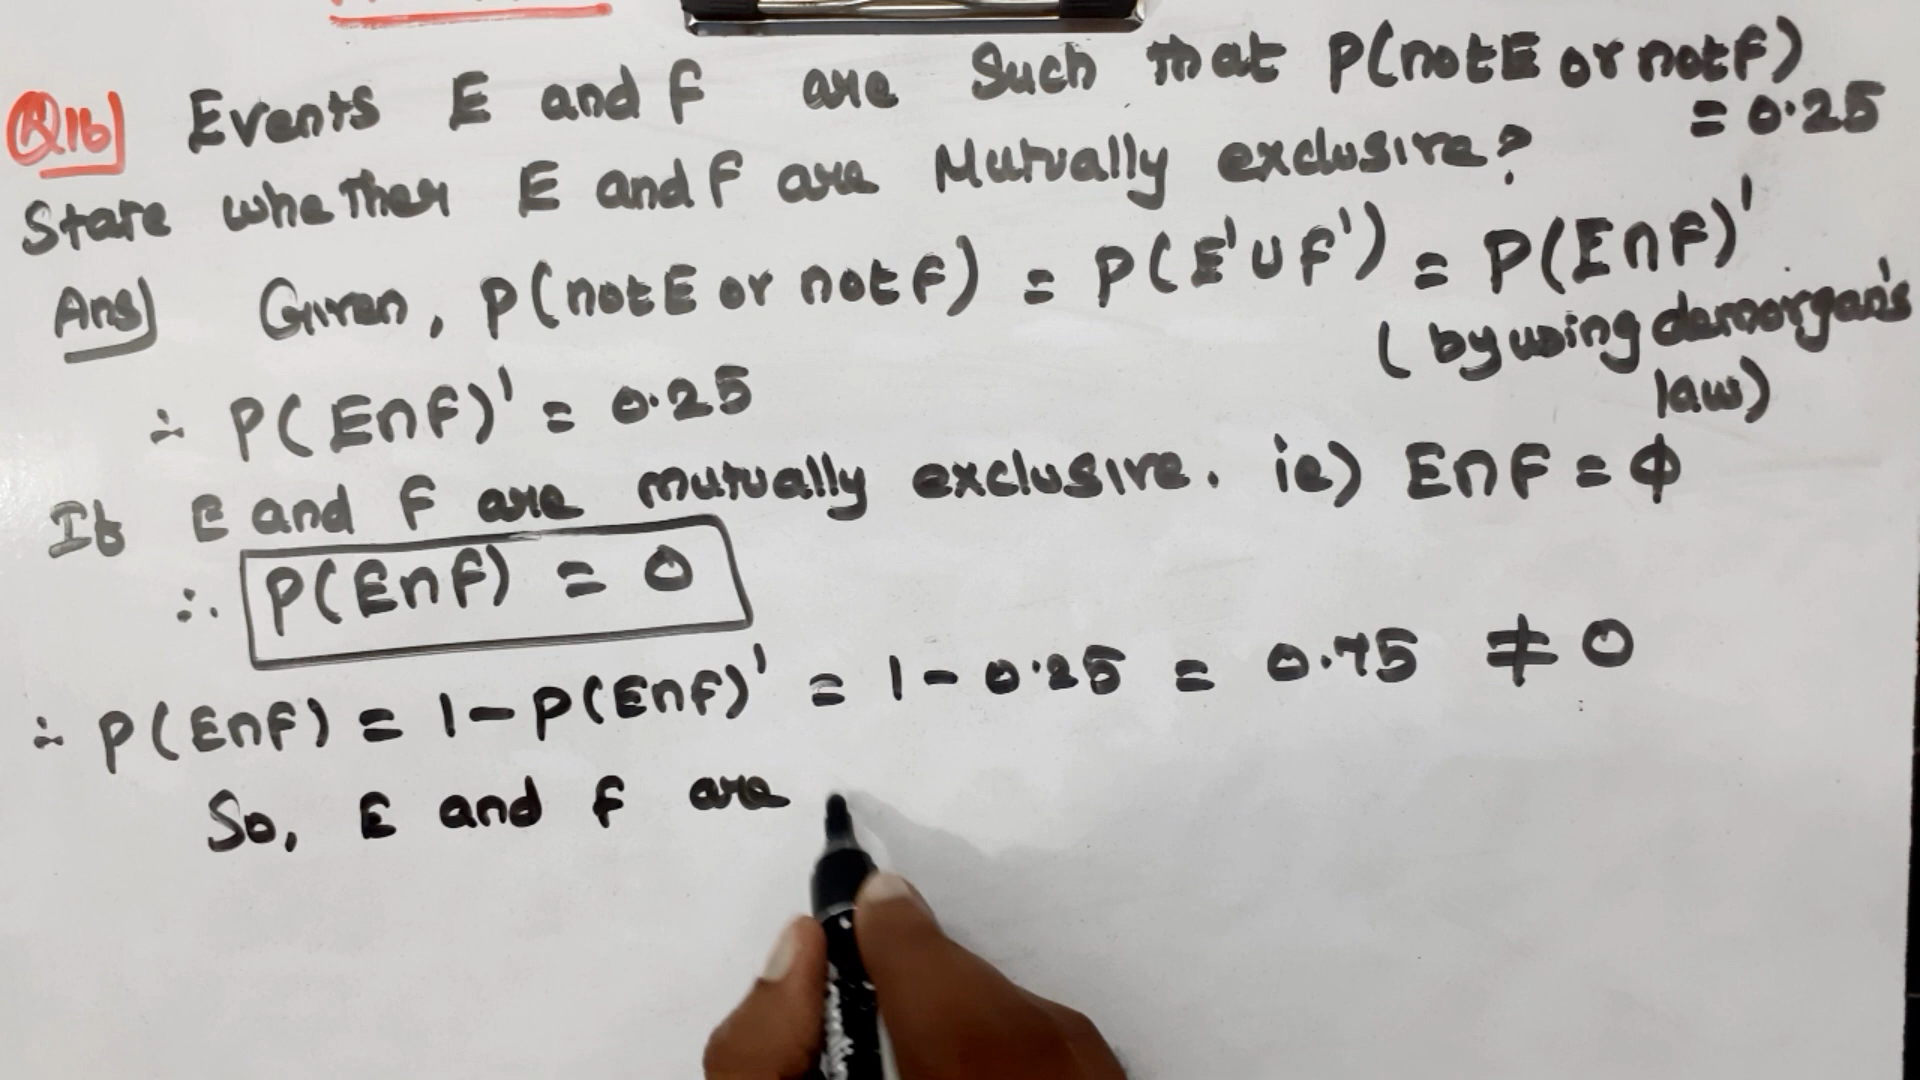 Q16) Events E and F are such that P(not E or not F)
= 0.25
State whether E and F are Mutually exclusive?
Ans) Given, P(not E or not F) = P(E'∪F') = P(E∩F)'
(by using demorgan's
law)
∴ P(E∩F)' = 0.25
If E and F are mutually exclusive. ie) E∩F = ϕ
∴ P(E∩F) = 0
∴ P(E∩F) = 1 - P(E∩F)' = 1 - 0.25 = 0.75 ≠ 0
So, E and F are